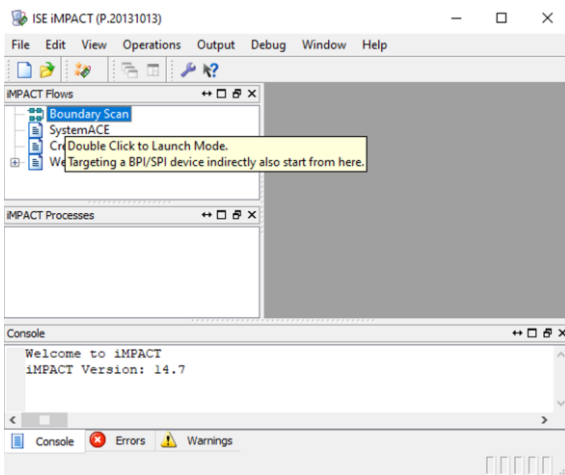 ISE iMPACT (P.20131013)
File Edit View Operations Output Debug Window Help
iMPACT Flows
Boundary Scan
SystemACE
Cre
Double Click to Launch Mode.
We
Targeting a BPI/SPI device indirectly also start from here.
iMPACT Processes
Console
Welcome to iMPACT
iMPACT Version: 14.7
Console Errors Warnings